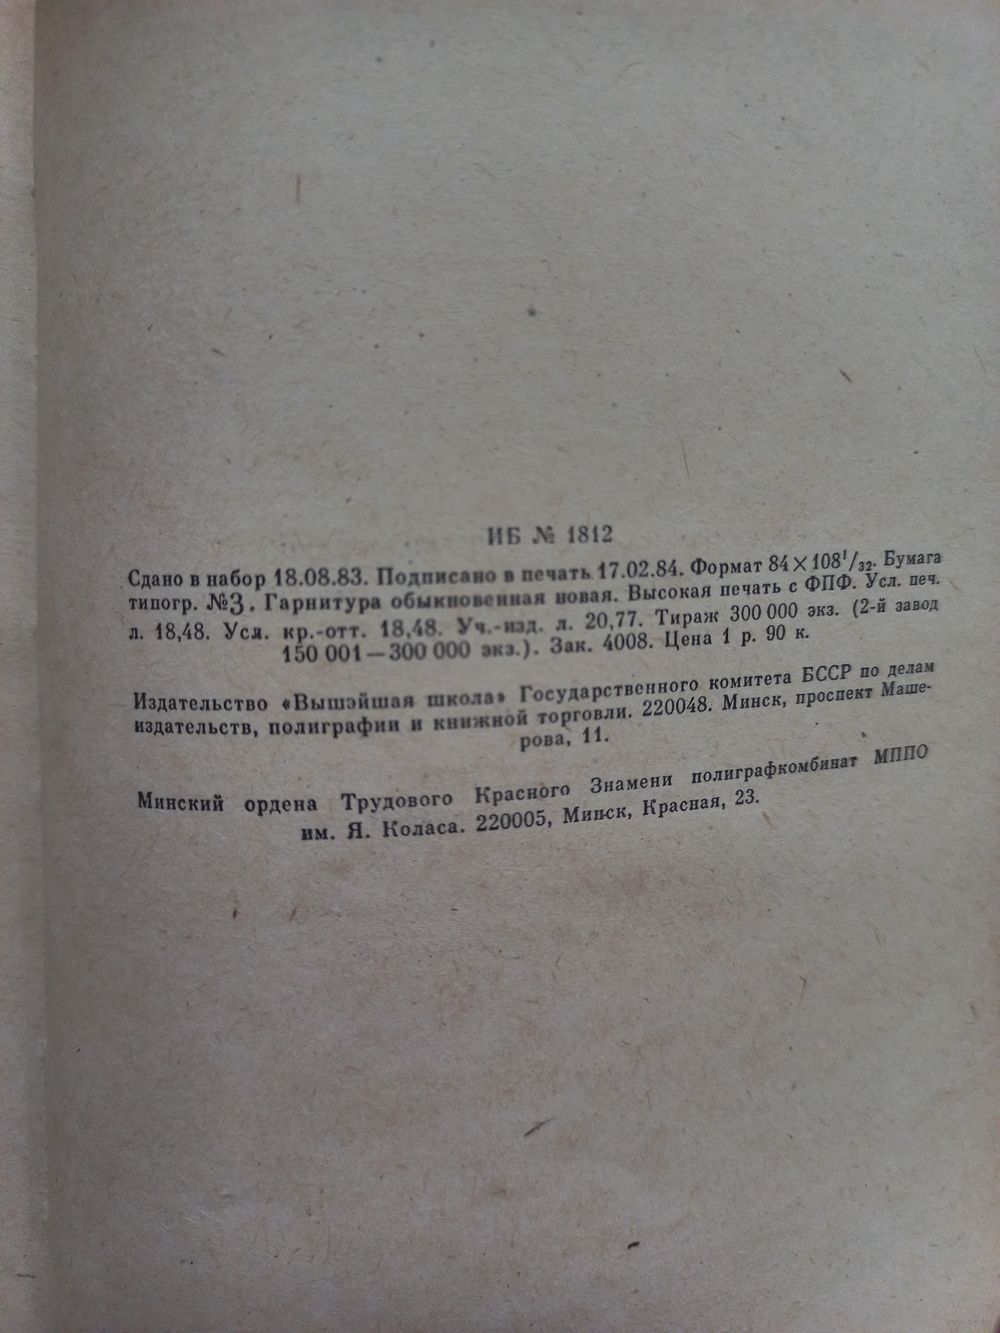 ИБ № 1812
Сдано в набор 18.08.83. Подписано в печать 17.02.84. Формат 84×108¹/₃₂. Бумага
типогр. №3. Гарнитура обыкновенная новая. Высокая печать с ФПФ. Усл. печ.
л. 18,48. Усл. кр.-отт. 18,48. Уч.-изд. л. 20,77. Тираж 300 000 экз. (2-й завод
150 001—300 000 экз.). Зак. 4008. Цена 1 р. 90 к.
Издательство «Вышэйшая школа» Государственного комитета БССР по делам
издательств, полиграфии и книжной торговли. 220048. Минск, проспект Маше-
рова, 11.
Минский ордена Трудового Красного Знамени полиграфкомбинат МППО
им. Я. Коласа. 220005, Минск, Красная, 23.
www.ay.by